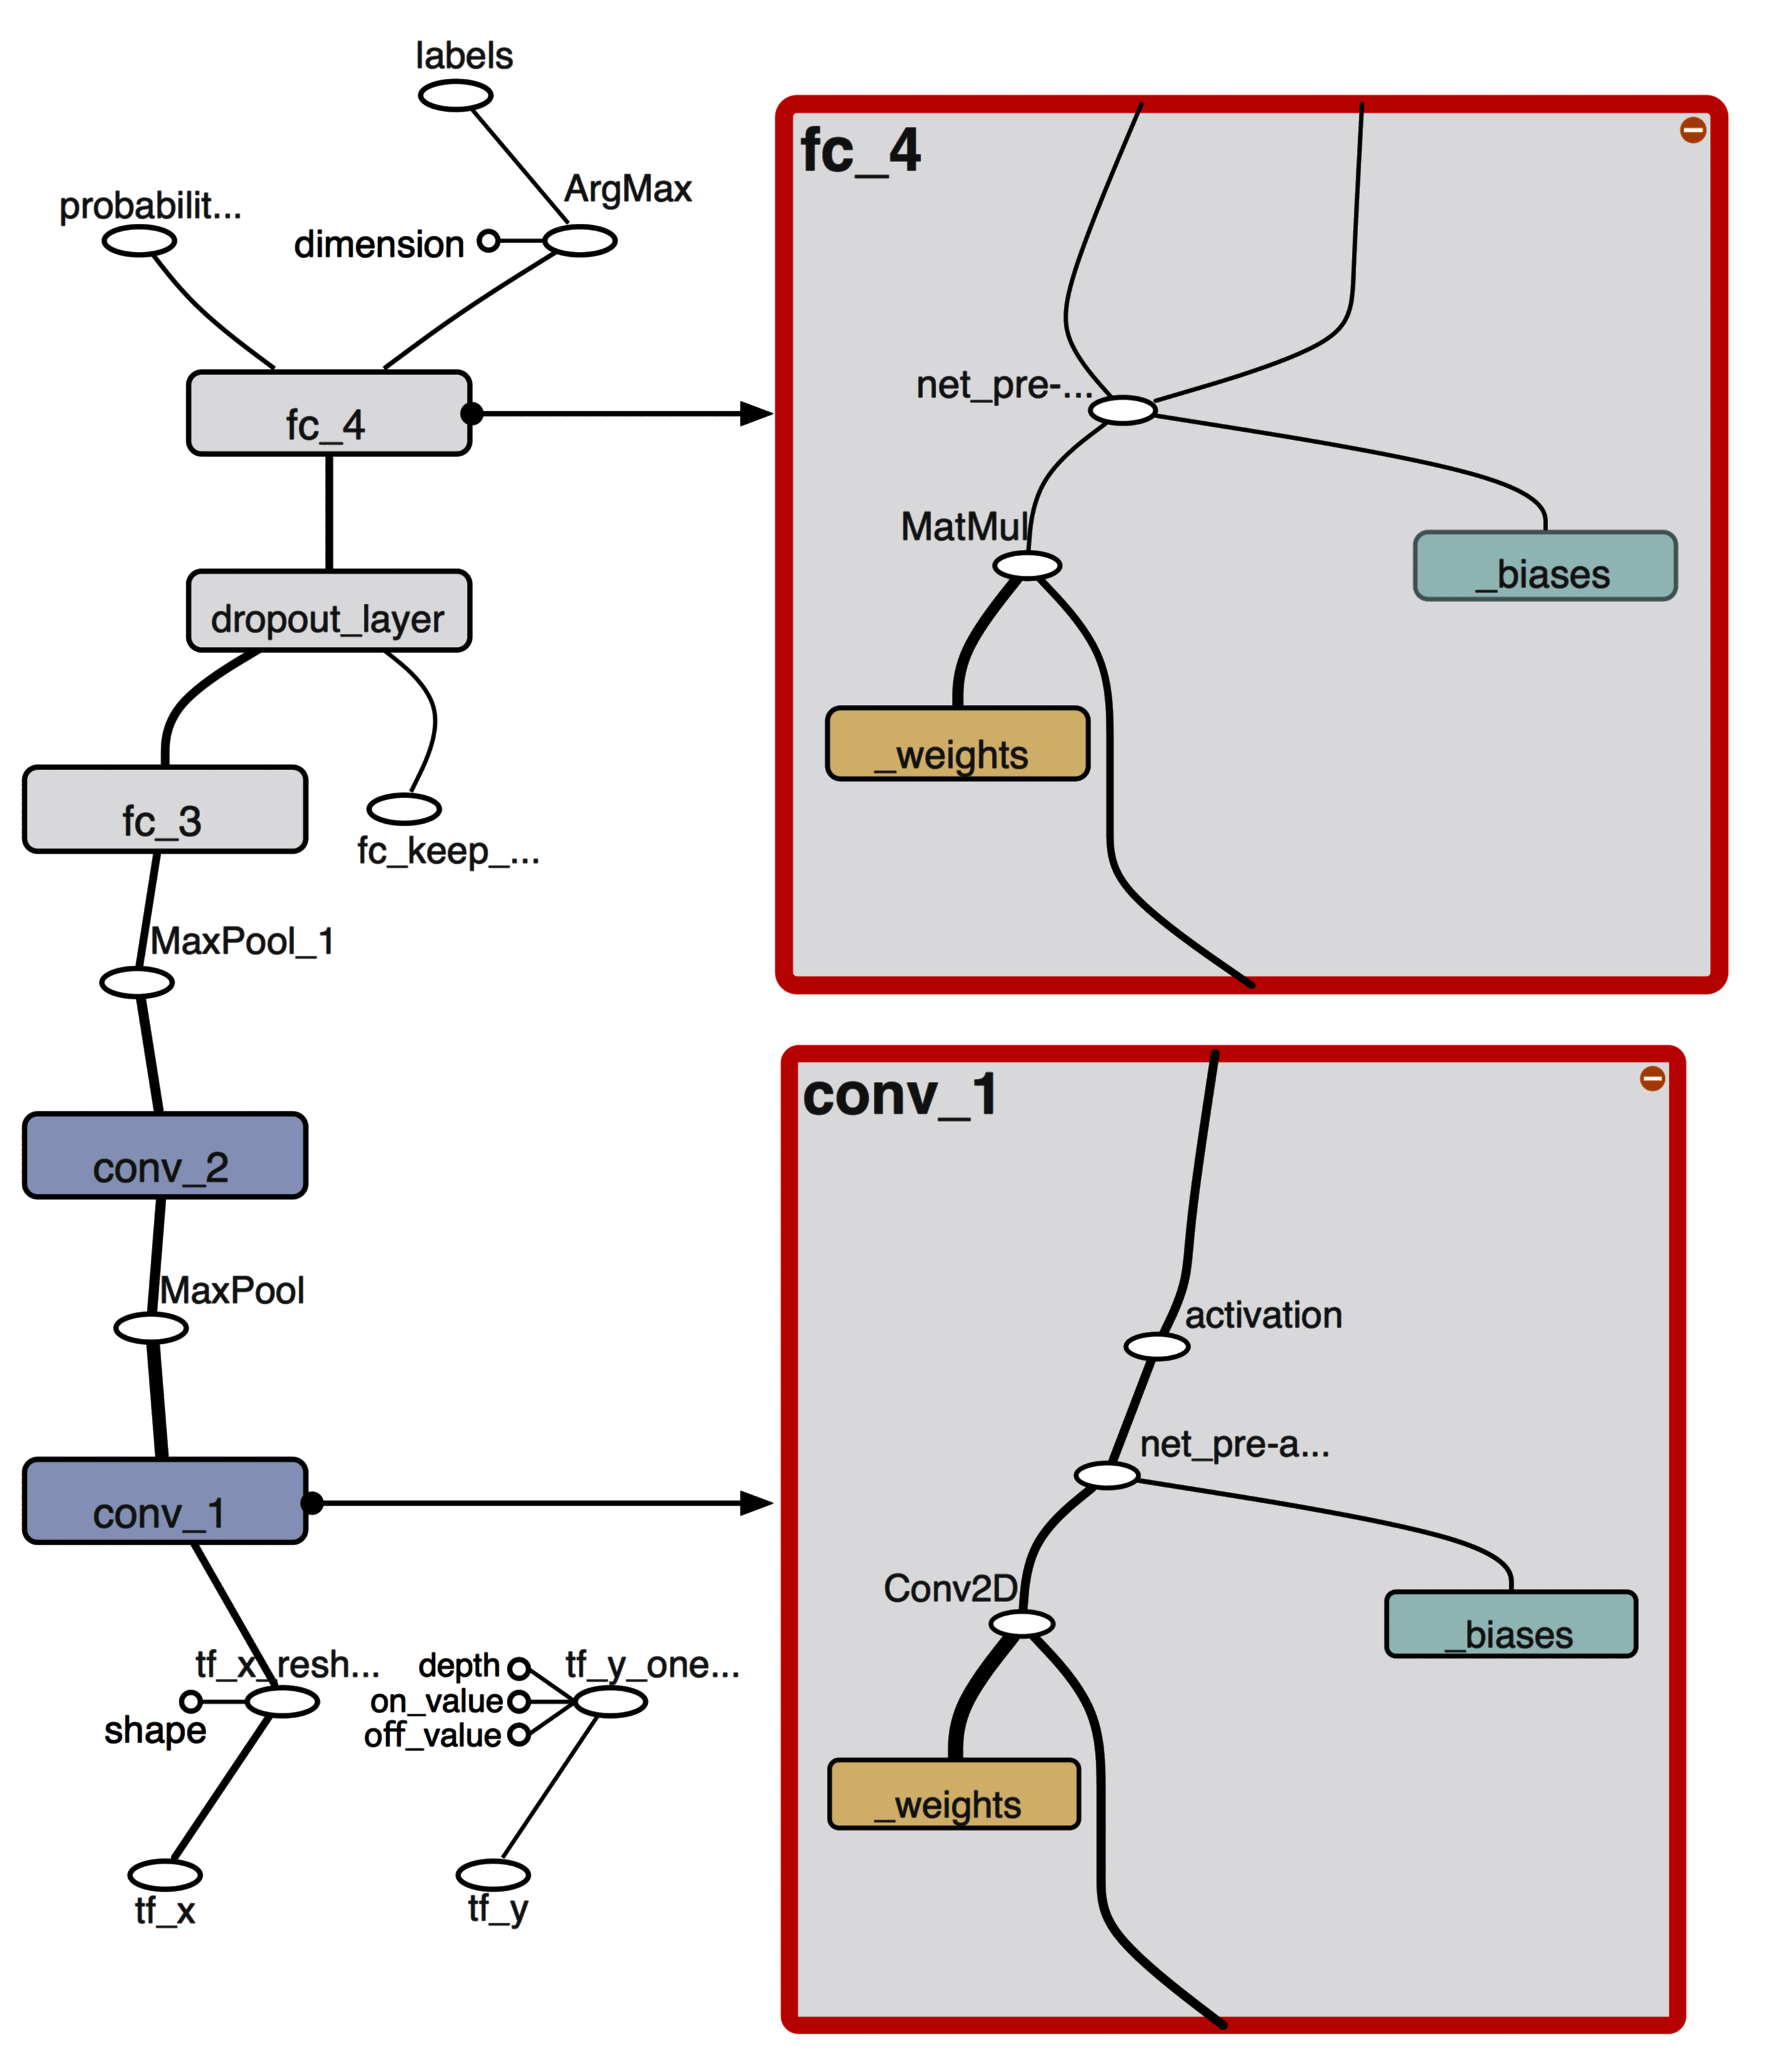 labels
ArgMax
probabilit...
dimension
fc_4
dropout_layer
fc_3
fc_keep_...
MaxPool_1
conv_2
MaxPool
conv_1
tf_x_resh...
shape
depth
on_value
off_value
tf_y_one...
tf_x
tf_y
fc_4
net_pre-...
MatMul
_biases
_weights
conv_1
activation
net_pre-a...
Conv2D
_biases
_weights